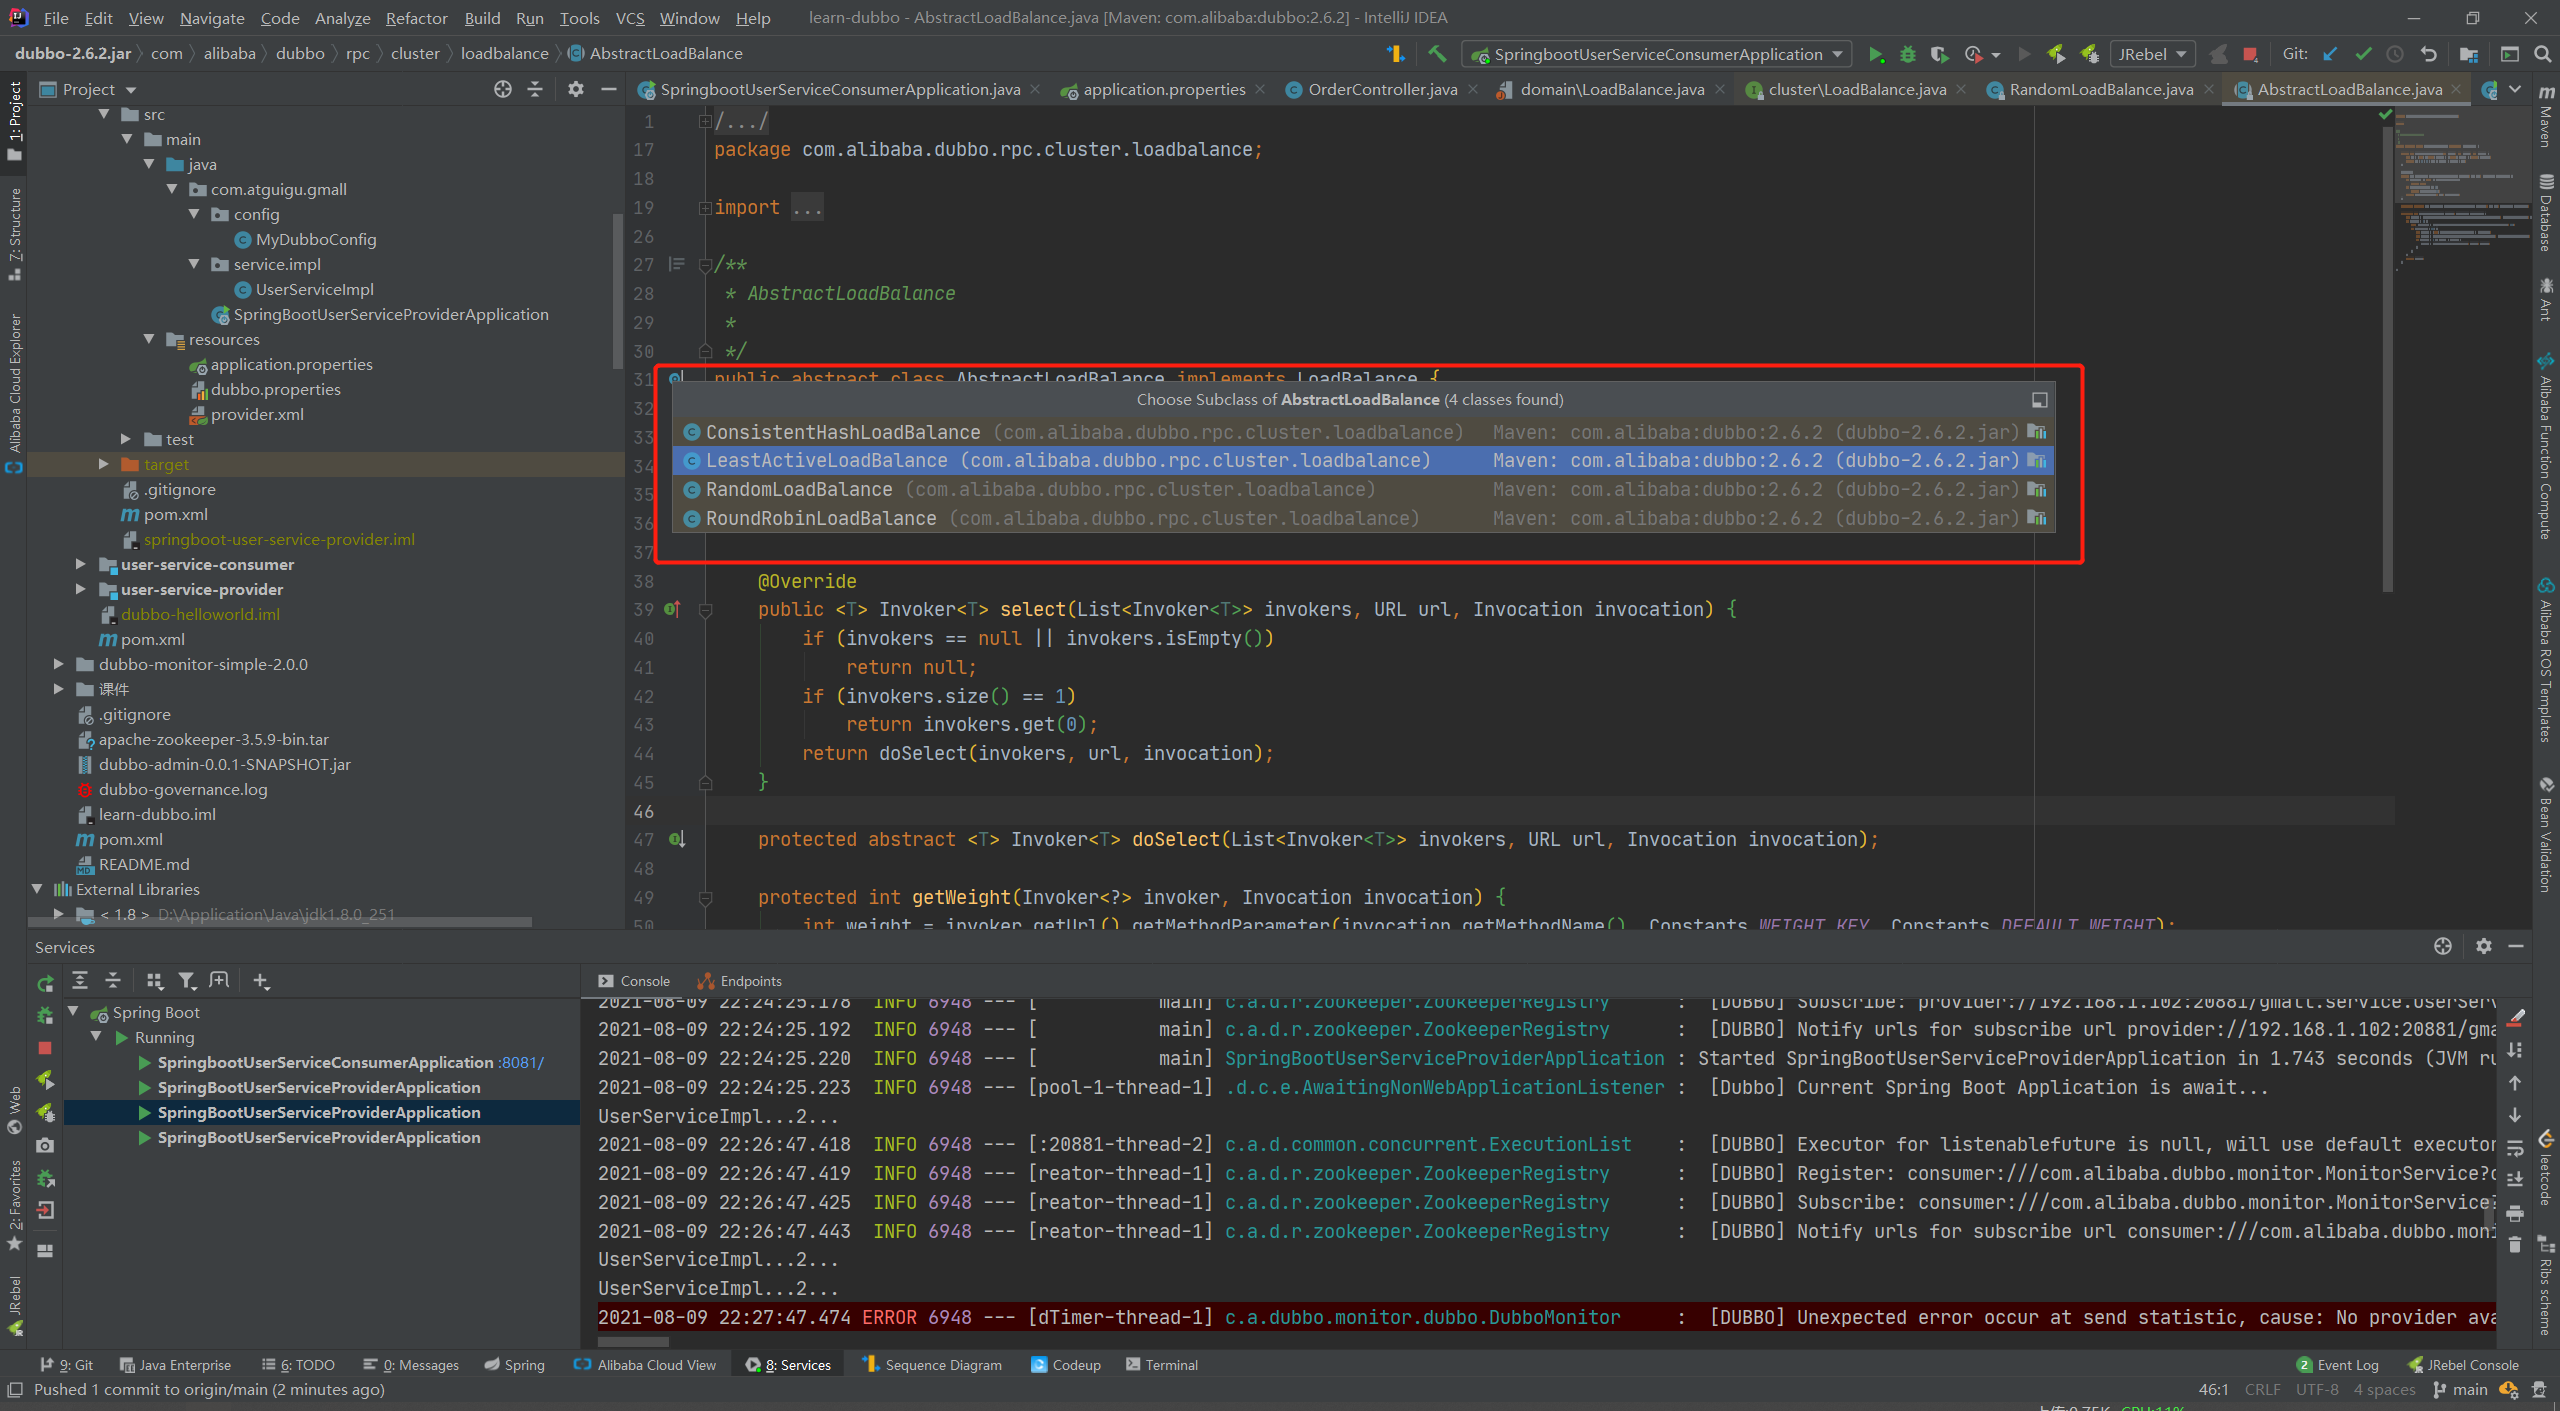 File Edit View Navigate Code Analyze Refactor Build Run Tools VCS Window Help learn-dubbo - AbstractLoadBalance.java [Maven: com.alibaba:dubbo:2.6.2] - IntelliJ IDEA
dubbo-2.6.2.jar com alibaba dubbo rpc cluster loadbalance AbstractLoadBalance SpringbootUserServiceConsumerApplication JRebel Git:
Project
SpringbootUserServiceConsumerApplication.java application.properties OrderController.java domain\LoadBalance.java cluster\LoadBalance.java RandomLoadBalance.java AbstractLoadBalance.java
1: Project
7: Structure
Alibaba Cloud Explorer
Web
2: Favorites
JRebel
src
main
java
com.atguigu.gmall
config
MyDubboConfig
service.impl
UserServiceImpl
SpringBootUserServiceProviderApplication
resources
application.properties
dubbo.properties
provider.xml
test
target
.gitignore
pom.xml
springboot-user-service-provider.iml
user-service-consumer
user-service-provider
dubbo-helloworld.iml
pom.xml
dubbo-monitor-simple-2.0.0
课件
.gitignore
apache-zookeeper-3.5.9-bin.tar
dubbo-admin-0.0.1-SNAPSHOT.jar
dubbo-governance.log
learn-dubbo.iml
pom.xml
README.md
External Libraries
< 1.8 > D:\Application\Java\jdk1.8.0_251
1 /.../
17 package com.alibaba.dubbo.rpc.cluster.loadbalance;
18
19 import ...
26
27 /**
28 * AbstractLoadBalance
29 *
30 */
31 public abstract class AbstractLoadBalance implements LoadBalance {
32
33
34
35
36
37
Choose Subclass of AbstractLoadBalance (4 classes found)
ConsistentHashLoadBalance (com.alibaba.dubbo.rpc.cluster.loadbalance) Maven: com.alibaba:dubbo:2.6.2 (dubbo-2.6.2.jar)
LeastActiveLoadBalance (com.alibaba.dubbo.rpc.cluster.loadbalance) Maven: com.alibaba:dubbo:2.6.2 (dubbo-2.6.2.jar)
RandomLoadBalance (com.alibaba.dubbo.rpc.cluster.loadbalance) Maven: com.alibaba:dubbo:2.6.2 (dubbo-2.6.2.jar)
RoundRobinLoadBalance (com.alibaba.dubbo.rpc.cluster.loadbalance) Maven: com.alibaba:dubbo:2.6.2 (dubbo-2.6.2.jar)
38 @Override
39 public <T> Invoker<T> select(List<Invoker<T>> invokers, URL url, Invocation invocation) {
40 if (invokers == null || invokers.isEmpty())
41 return null;
42 if (invokers.size() == 1)
43 return invokers.get(0);
44 return doSelect(invokers, url, invocation);
45 }
46
47 protected abstract <T> Invoker<T> doSelect(List<Invoker<T>> invokers, URL url, Invocation invocation);
48
49 protected int getWeight(Invoker<?> invoker, Invocation invocation) {
50 int weight = invoker.getUrl().getMethodParameter(invocation.getMethodName(), Constants.WEIGHT_KEY, Constants.DEFAULT_WEIGHT);
Maven
Database
Ant
Alibaba Function Compute
Alibaba ROS Templates
Bean Validation
leetcode
Ribs scheme
Services
Spring Boot
Running
SpringbootUserServiceConsumerApplication :8081/
SpringBootUserServiceProviderApplication
SpringBootUserServiceProviderApplication
SpringBootUserServiceProviderApplication
Console Endpoints
2021-08-09 22:24:25.178 INFO 6948 --- [ main] c.a.d.r.zookeeper.ZookeeperRegistry : [DUBBO] Subscribe: provider://192.168.1.102:20881/gmall.service.UserServ
2021-08-09 22:24:25.192 INFO 6948 --- [ main] c.a.d.r.zookeeper.ZookeeperRegistry : [DUBBO] Notify urls for subscribe url provider://192.168.1.102:20881/gma
2021-08-09 22:24:25.220 INFO 6948 --- [ main] SpringBootUserServiceProviderApplication : Started SpringBootUserServiceProviderApplication in 1.743 seconds (JVM ru
2021-08-09 22:24:25.223 INFO 6948 --- [pool-1-thread-1] .d.c.e.AwaitingNonWebApplicationListener : [Dubbo] Current Spring Boot Application is await...
UserServiceImpl...2...
2021-08-09 22:26:47.418 INFO 6948 --- [:20881-thread-2] c.a.d.common.concurrent.ExecutionList : [DUBBO] Executor for listenablefuture is null, will use default executor
2021-08-09 22:26:47.419 INFO 6948 --- [reator-thread-1] c.a.d.r.zookeeper.ZookeeperRegistry : [DUBBO] Register: consumer:///com.alibaba.dubbo.monitor.MonitorService?c
2021-08-09 22:26:47.425 INFO 6948 --- [reator-thread-1] c.a.d.r.zookeeper.ZookeeperRegistry : [DUBBO] Subscribe: consumer:///com.alibaba.dubbo.monitor.MonitorService?
2021-08-09 22:26:47.443 INFO 6948 --- [reator-thread-1] c.a.d.r.zookeeper.ZookeeperRegistry : [DUBBO] Notify urls for subscribe url consumer:///com.alibaba.dubbo.moni
UserServiceImpl...2...
UserServiceImpl...2...
2021-08-09 22:27:47.474 ERROR 6948 --- [dTimer-thread-1] c.a.dubbo.monitor.dubbo.DubboMonitor : [DUBBO] Unexpected error occur at send statistic, cause: No provider ava
9: Git Java Enterprise 6: TODO 0: Messages Spring Alibaba Cloud View 8: Services Sequence Diagram Codeup Terminal 2 Event Log JRebel Console
Pushed 1 commit to origin/main (2 minutes ago) 46:1 CRLF UTF-8 4 spaces main